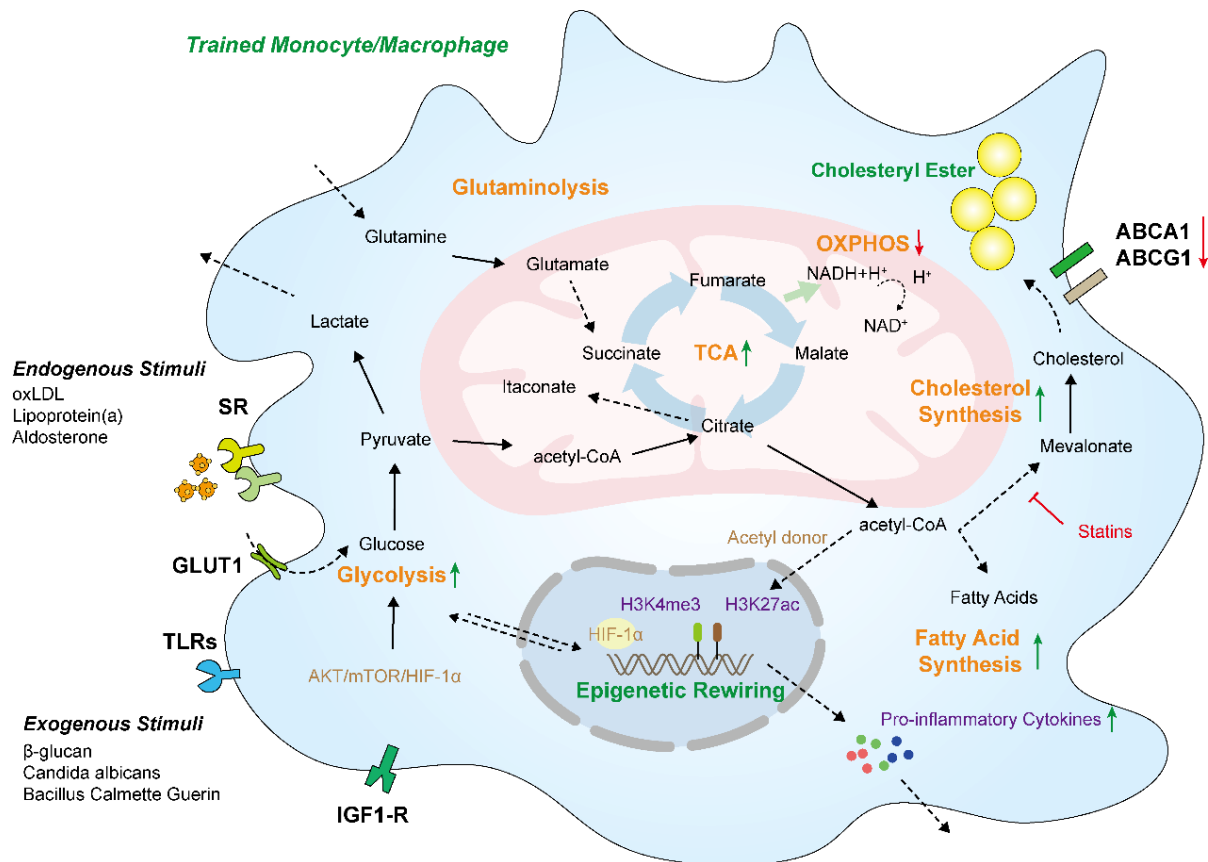 Trained Monocyte/Macrophage
Glutaminolysis
Cholesteryl Ester
ABCA1
ABCG1
Glutamine
Glutamate
Fumarate
OXPHOS
NADH+H⁺
H⁺
NAD⁺
Lactate
Succinate
TCA
Malate
Itaconate
Citrate
Cholesterol
Cholesterol
Synthesis
Mevalonate
Endogenous Stimuli
oxLDL
Lipoprotein(a)
Aldosterone
SR
Pyruvate
acetyl-CoA
acetyl-CoA
Statins
Acetyl donor
GLUT1
Glucose
Glycolysis
Fatty Acids
Fatty Acid
Synthesis
H3K4me3
H3K27ac
HIF-1α
Epigenetic Rewiring
TLRs
AKT/mTOR/HIF-1α
Pro-inflammatory Cytokines
Exogenous Stimuli
β-glucan
Candida albicans
Bacillus Calmette Guerin
IGF1-R